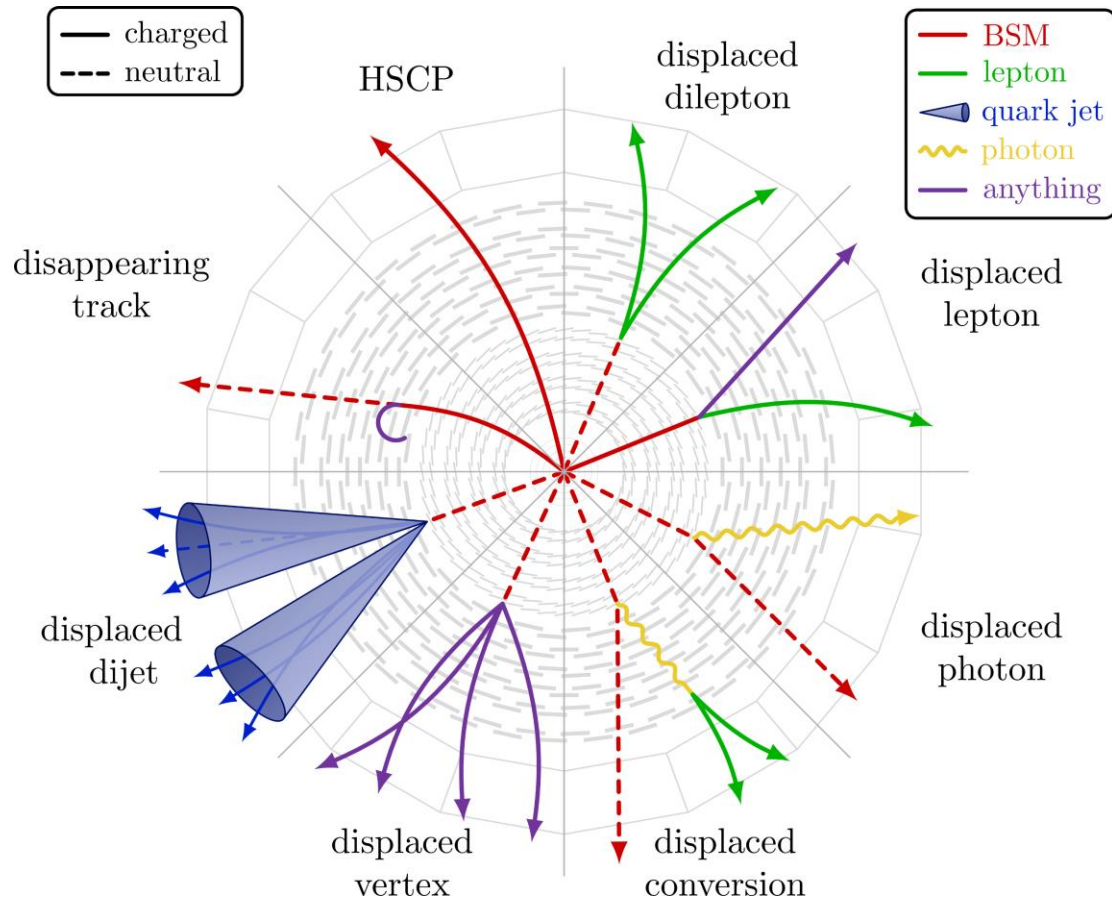 charged
neutral
HSCP
displaced
dilepton
BSM
lepton
quark jet
photon
anything
disappearing
track
displaced
lepton
displaced
dijet
displaced
photon
displaced
vertex
displaced
conversion